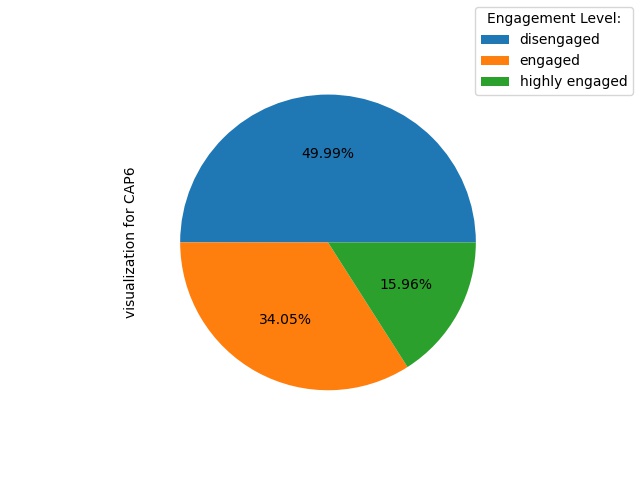 Engagement Level:
disengaged
engaged
highly engaged
49.99%
visualization for CAP6
15.96%
34.05%